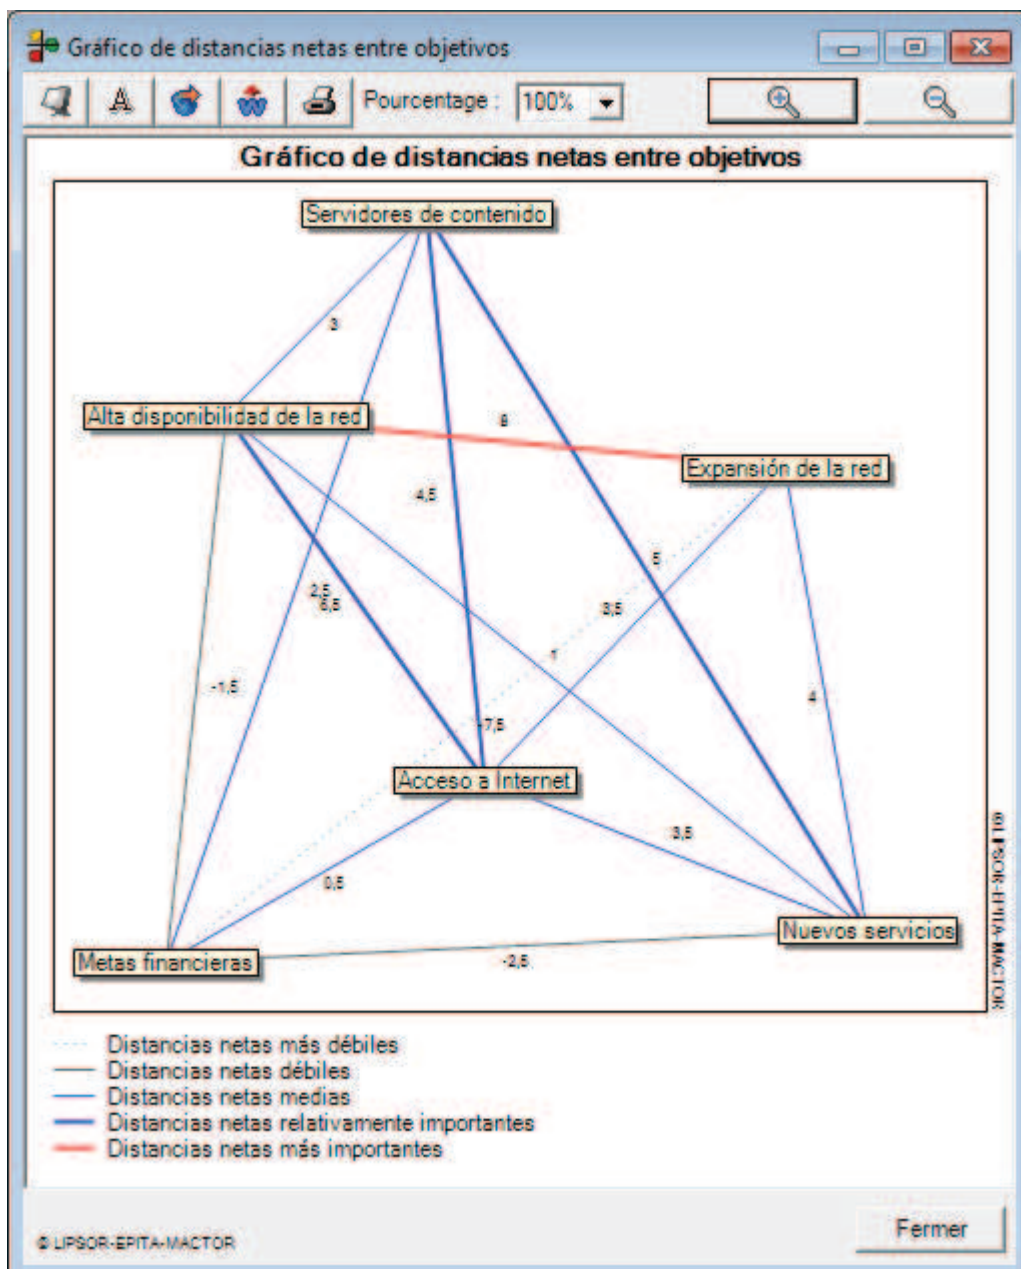 Gráfico de distancias netas entre objetivos
A
Pourcentage : 100%
Gráfico de distancias netas entre objetivos
Servidores de contenido
3
Alta disponibilidad de la red
Expansión de la red
4,5
5
2,5
3,5
1
-1,5
4
-7,5
Acceso a Internet
3,5
0,5
Nuevos servicios
Metas financieras
-2,5
©LIPSOR-EPITA-MACTOR
Distancias netas más débiles
Distancias netas débiles
Distancias netas medias
Distancias netas relativamente importantes
Distancias netas más importantes
© LIPSOR-EPITA-MACTOR
Fermer